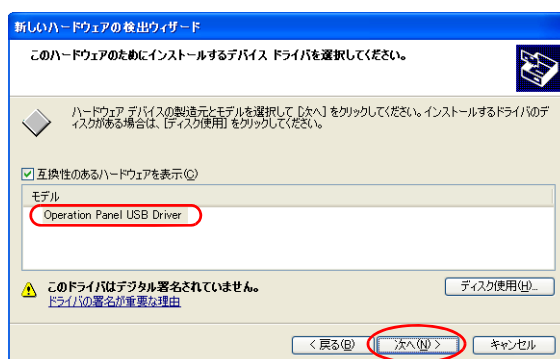 新しいハードウェアの検出ウィザード
このハードウェアのためにインストールするデバイス ドライバを選択してください。
ハードウェア デバイスの製造元とモデルを選択して [次へ] をクリックしてください。インストールするドライバのデ
ィスクがある場合は、[ディスク使用] をクリックしてください。
互換性のあるハードウェアを表示(C)
モデル
Operation Panel USB Driver
このドライバはデジタル署名されていません。
ドライバの署名が重要な理由
ディスク使用(H)...
< 戻る(B)
次へ(N) >
キャンセル